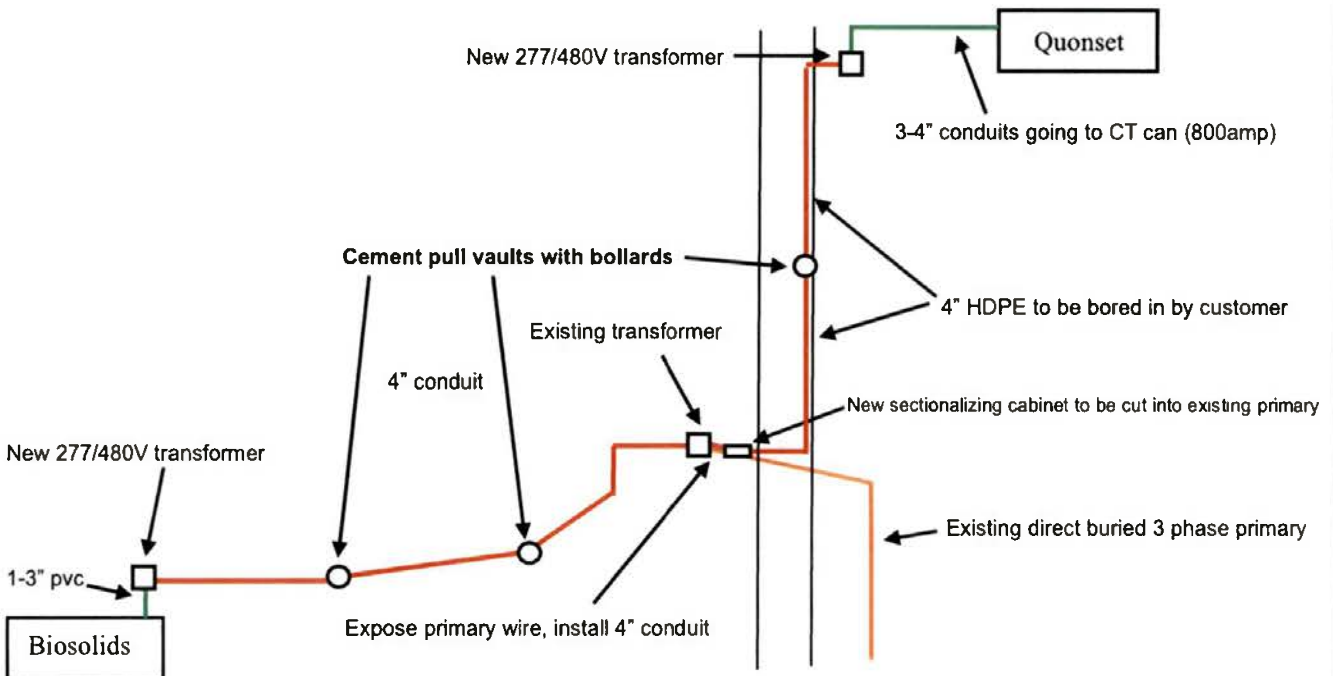 Quonset
New 277/480V transformer
3-4" conduits going to CT can (800amp)
Cement pull vaults with bollards
4" HDPE to be bored in by customer
Existing transformer
4" conduit
New sectionalizing cabinet to be cut into existing primary
New 277/480V transformer
Existing direct buried 3 phase primary
1-3" pvc
Expose primary wire, install 4" conduit
Biosolids